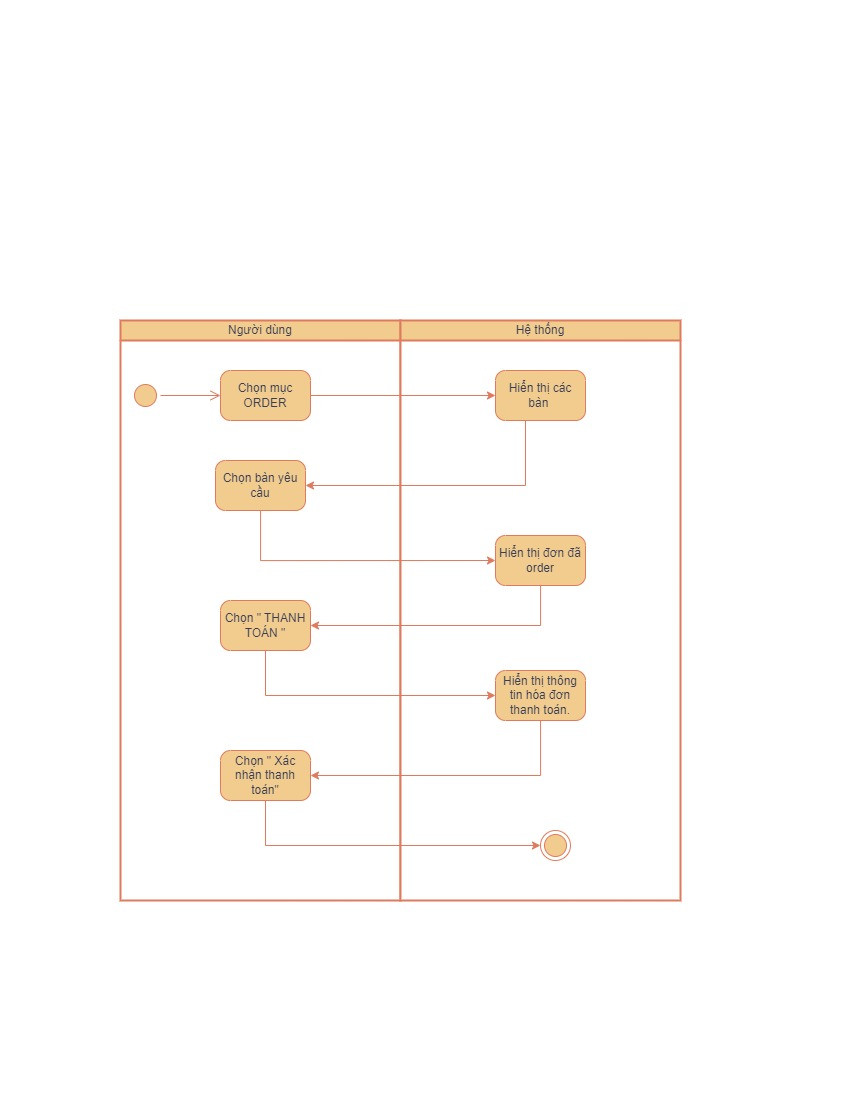 Người dùng
Hệ thống
Chọn mục
ORDER
Hiển thị các
bàn
Chọn bàn yêu
cầu
Hiển thị đơn đã
order
Chọn " THANH
TOÁN "
Hiển thị thông
tin hóa đơn
thanh toán.
Chọn " Xác
nhận thanh
toán"